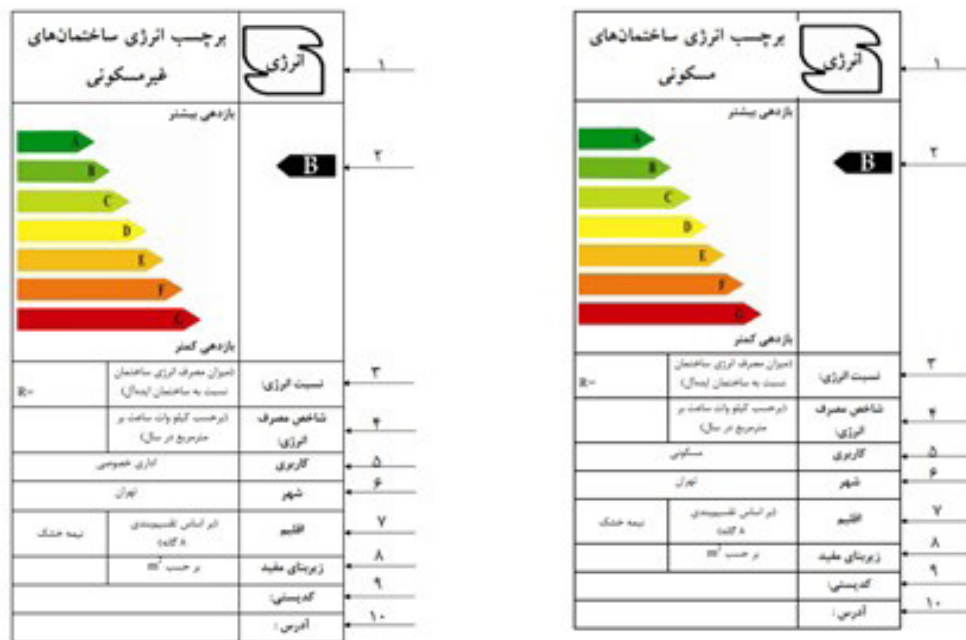 برچسب انرژی ساختمان‌های
غیرمسکونی
انرژی
۱
بازدهی بیشتر
A
B
C
D
E
F
G
B
۲
بازدهی کمتر
نسبت انرژی:
(میزان مصرف انرژی ساختمان
نسبت به ساختمان ایده‌آل)
R=
۳
شاخص مصرف
انرژی:
(برحسب کیلو وات ساعت بر
مترمربع در سال)
۴
کاربری
اداری خصوصی
۵
شهر
تهران
۶
اقلیم
(بر اساس تقسیم‌بندی
۸ گانه)
نیمه خشک
۷
زیربنای مفید
بر حسب m²
۸
کدپستی:
۹
آدرس :
۱۰
برچسب انرژی ساختمان‌های
مسکونی
انرژی
۱
بازدهی بیشتر
A
B
C
D
E
F
G
B
۲
بازدهی کمتر
نسبت انرژی:
(میزان مصرف انرژی ساختمان
نسبت به ساختمان ایده‌آل)
R=
۳
شاخص مصرف
انرژی:
(برحسب کیلو وات ساعت بر
مترمربع در سال)
۴
کاربری
مسکونی
۵
شهر
تهران
۶
اقلیم
(بر اساس تقسیم‌بندی
۸ گانه)
نیمه خشک
۷
زیربنای مفید
بر حسب m²
۸
کدپستی:
۹
آدرس :
۱۰